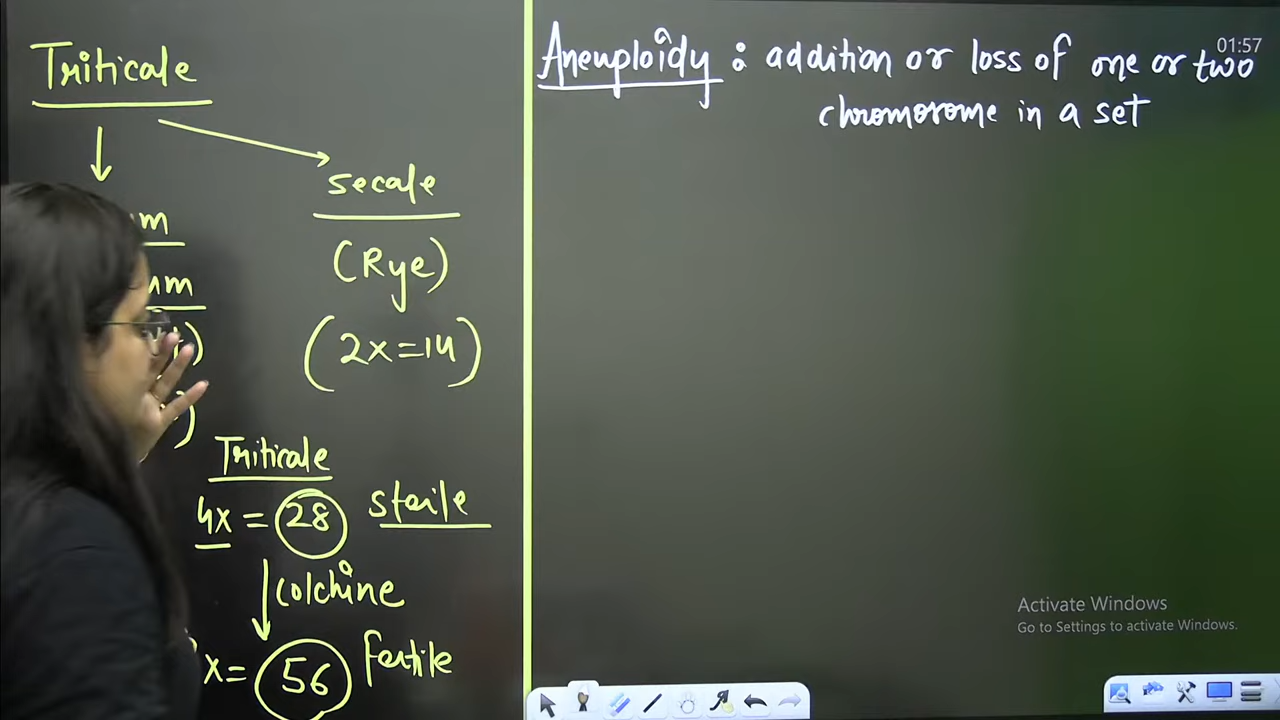 Triticale
secale
(Rye)
(2x=14)
Triticale
4x = 28 sterile
colchine
x= 56 fertile
Aneuploidy : addition or loss of one or two
chromosome in a set
01:57
Activate Windows
Go to Settings to activate Windows.